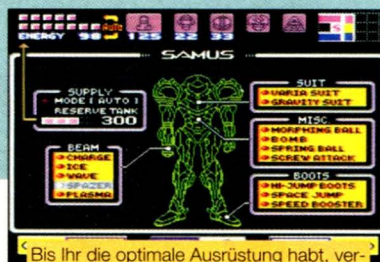 ENERGY 98
AUTO
135 22 33
SAMUS
SUPPLY
MODE [ AUTO ]
RESERVE TANK
300
BEAM
CHARGE
ICE
WAVE
SPAZER
PLASMA
SUIT
VARIA SUIT
GRAVITY SUIT
MISC.
MORPHING BALL
BOMB
SPRING BALL
SCREW ATTACK
BOOTS
HI-JUMP BOOTS
SPACE JUMP
SPEED BOOSTER
Bis Ihr die optimale Ausrüstung habt, ver-